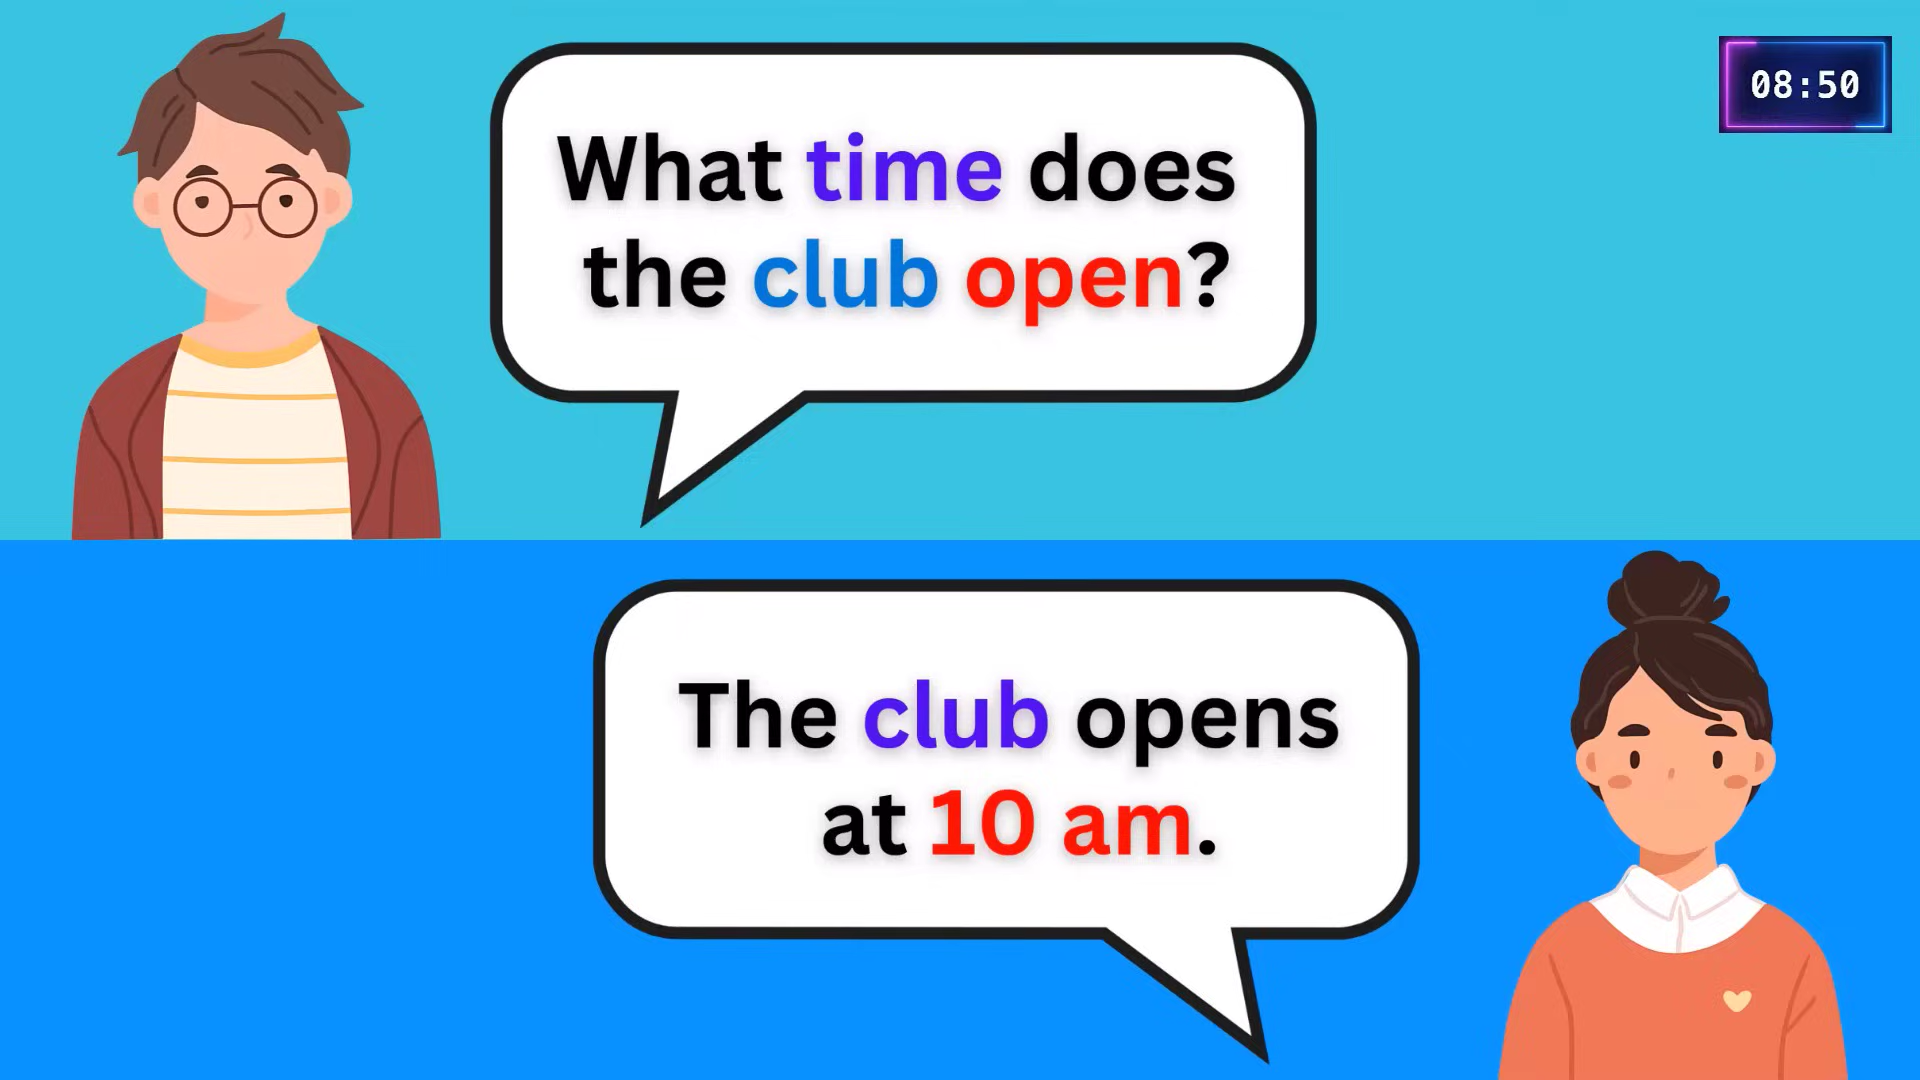 08:50
What time does
the club open?
The club opens
at 10 am.